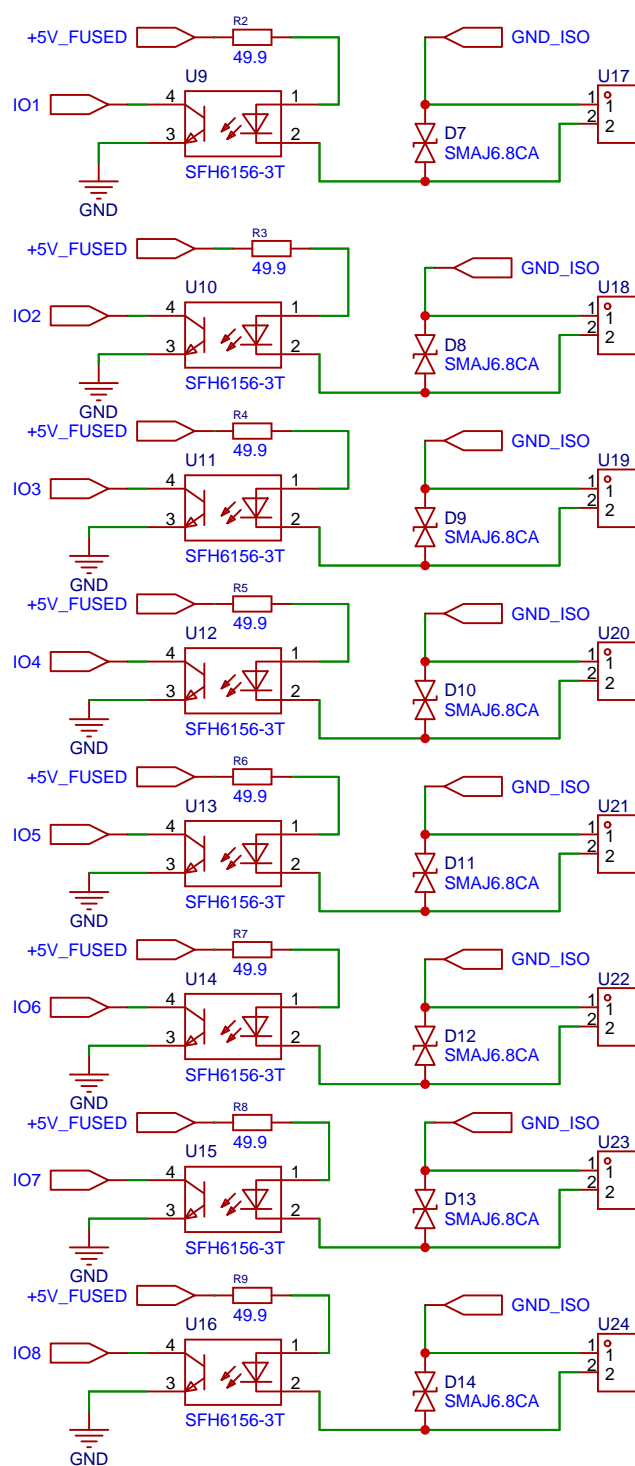 R2
+5V_FUSED
49.9
GND_ISO
U9
U17
IO1
4
1
1
1
3
2
2
2
D7
SMAJ6.8CA
SFH6156-3T
GND
R3
+5V_FUSED
49.9
GND_ISO
U10
U18
IO2
4
1
1
1
3
2
2
2
D8
SMAJ6.8CA
SFH6156-3T
GND
R4
+5V_FUSED
49.9
GND_ISO
U11
U19
IO3
4
1
1
1
3
2
2
2
D9
SMAJ6.8CA
SFH6156-3T
GND
R5
+5V_FUSED
49.9
GND_ISO
U12
U20
IO4
4
1
1
1
3
2
2
2
D10
SMAJ6.8CA
SFH6156-3T
GND
R6
+5V_FUSED
49.9
GND_ISO
U13
U21
IO5
4
1
1
1
3
2
2
2
D11
SMAJ6.8CA
SFH6156-3T
GND
R7
+5V_FUSED
49.9
GND_ISO
U14
U22
IO6
4
1
1
1
3
2
2
2
D12
SMAJ6.8CA
SFH6156-3T
GND
R8
+5V_FUSED
49.9
GND_ISO
U15
U23
IO7
4
1
1
1
3
2
2
2
D13
SMAJ6.8CA
SFH6156-3T
GND
R9
+5V_FUSED
49.9
GND_ISO
U16
U24
IO8
4
1
1
1
3
2
2
2
D14
SMAJ6.8CA
SFH6156-3T
GND